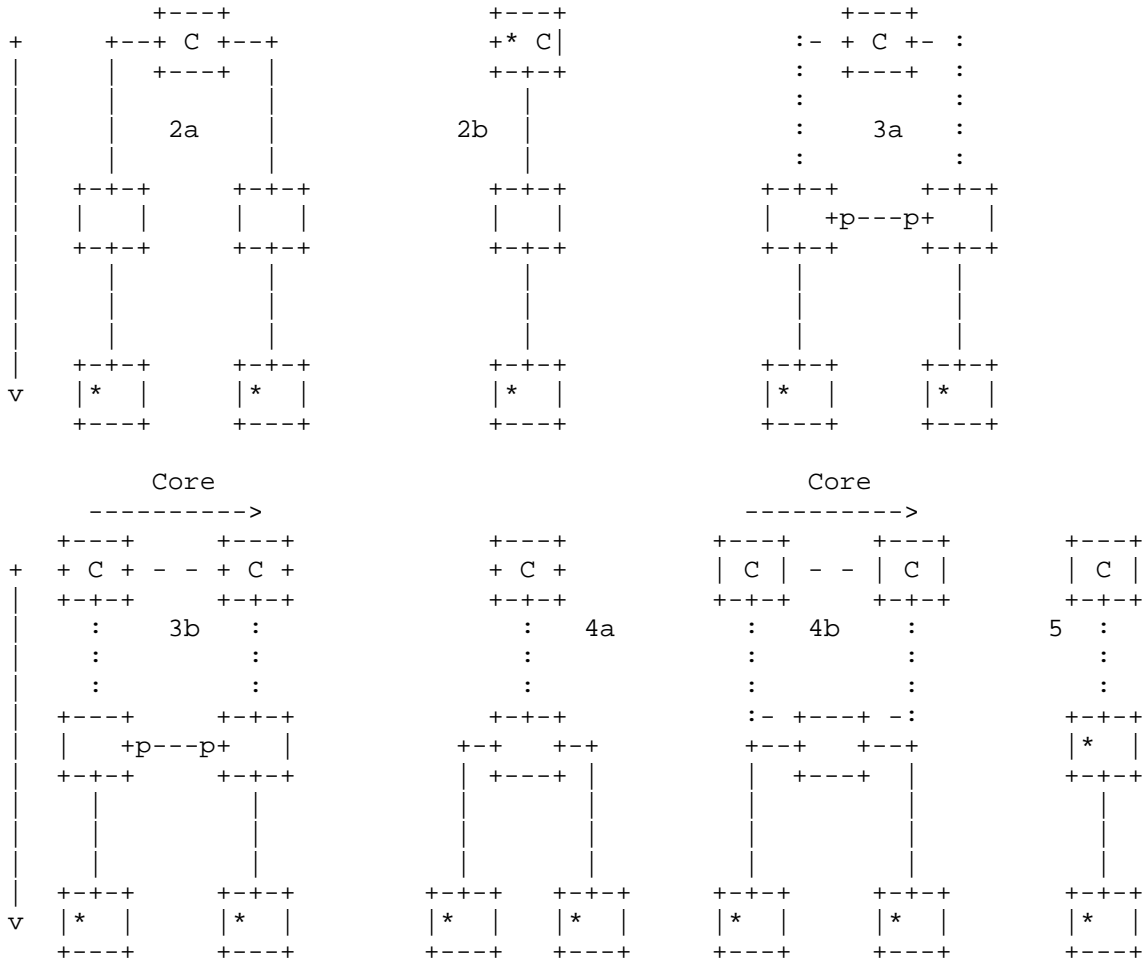 +---+                +---+                 +---+
+     +--+ C +--+             +* C|              :- + C +- :
|     |  +---+  |             +-+-+              :  +---+  :
|     |         |               |                :         :
|     |   2a    |           2b  |                :    3a   :
|     |         |               |                :         :
|   +-+-+     +-+-+           +-+-+            +-+-+     +-+-+
|   |   |     |   |           |   |            |   +p---p+   |
|   +-+-+     +-+-+           +-+-+            +-+-+     +-+-+
|     |         |               |                |         |
|     |         |               |                |         |
|     |         |               |                |         |
|   +-+-+     +-+-+           +-+-+            +-+-+     +-+-+
v   |*  |     |*  |           |*  |            |*  |     |*  |
    +---+     +---+           +---+            +---+     +---+

         Core                                     Core
     ---------->                              ---------->
   +---+     +---+            +---+         +---+     +---+       +---+
+  + C + - - + C +            + C +         | C | - - | C |       | C |
|  +-+-+     +-+-+            +-+-+         +-+-+     +-+-+       +-+-+
|    :    3b   :                :   4a        :   4b    :        5  :
|    :         :                :             :         :           :
|    :         :                :             :         :           :
|  +---+     +-+-+            +-+-+           :- +---+ -:         +-+-+
|  |   +p---p+   |          +-+   +-+         +--+   +--+         |*  |
|  +-+-+     +-+-+          | +---+ |         |  +---+  |         +-+-+
|    |         |            |       |         |         |           |
|    |         |            |       |         |         |           |
|    |         |            |       |         |         |           |
|  +-+-+     +-+-+        +-+-+   +-+-+     +-+-+     +-+-+       +-+-+
v  |*  |     |*  |        |*  |   |*  |     |*  |     |*  |       |*  |
   +---+     +---+        +---+   +---+     +---+     +---+       +---+